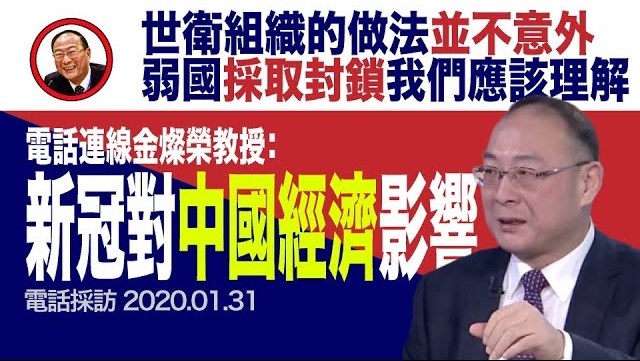 世衛組織的做法並不意外
弱國採取封鎖我們應該理解
電話連線金燦榮教授：
新冠對中國經濟影響
電話採訪 2020.01.31